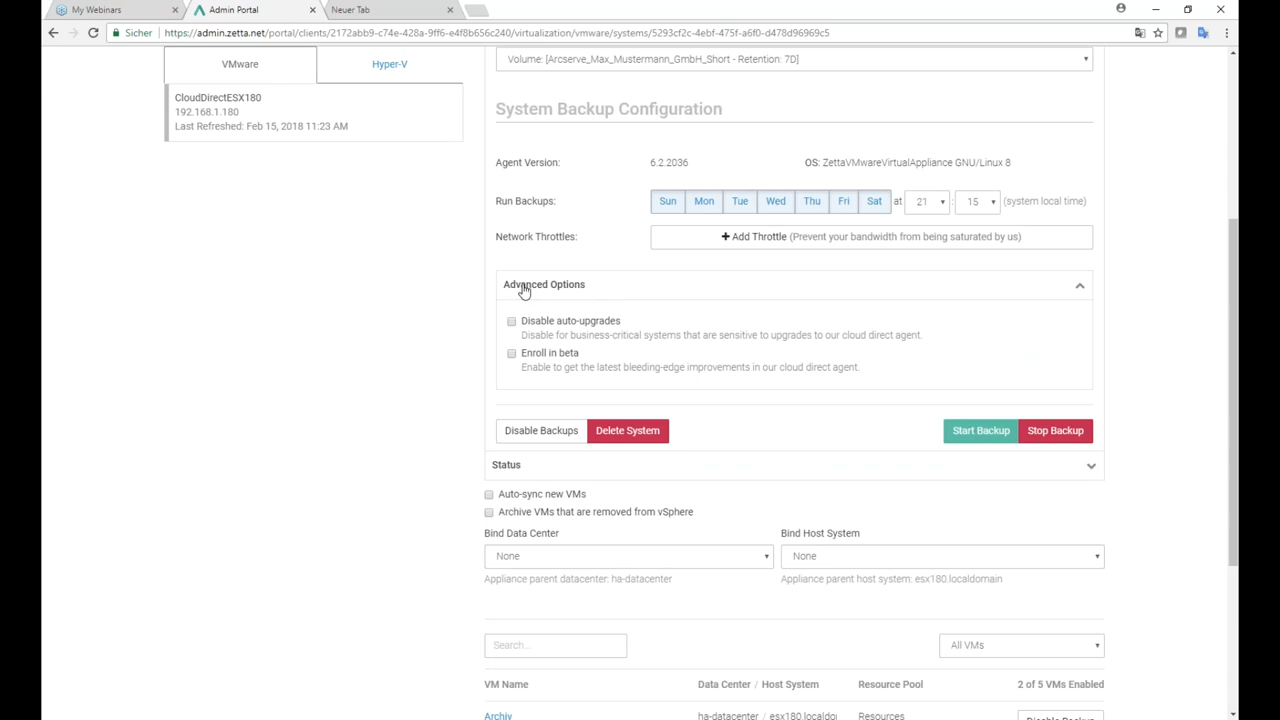 My Webinars
Admin Portal
Neuer Tab
Sicher https://admin.zetta.net/portal/clients/2172abb9-c74e-428a-9ff6-e4f8b656c240/virtualization/vmware/systems/5293cf2c-4ebf-475f-a6f0-d478d96969c5
VMware
Hyper-V
CloudDirectESX180
192.168.1.180
Last Refreshed: Feb 15, 2018 11:23 AM
Volume: [Arcserve_Max_Mustermann_GmbH_Short - Retention: 7D]
System Backup Configuration
Agent Version: 6.2.2036 OS: ZettaVMwareVirtualAppliance GNU/Linux 8
Run Backups: Sun Mon Tue Wed Thu Fri Sat at 21 : 15 (system local time)
Network Throttles: + Add Throttle (Prevent your bandwidth from being saturated by us)
Advanced Options
Disable auto-upgrades
Disable for business-critical systems that are sensitive to upgrades to our cloud direct agent.
Enroll in beta
Enable to get the latest bleeding-edge improvements in our cloud direct agent.
Disable Backups Delete System Start Backup Stop Backup
Status
Auto-sync new VMs
Archive VMs that are removed from vSphere
Bind Data Center Bind Host System
None None
Appliance parent datacenter: ha-datacenter Appliance parent host system: esx180.localdomain
Search... All VMs
VM Name Data Center / Host System Resource Pool 2 of 5 VMs Enabled
Archiv ha-datacenter / esx180.localdo Resources Disable Backup